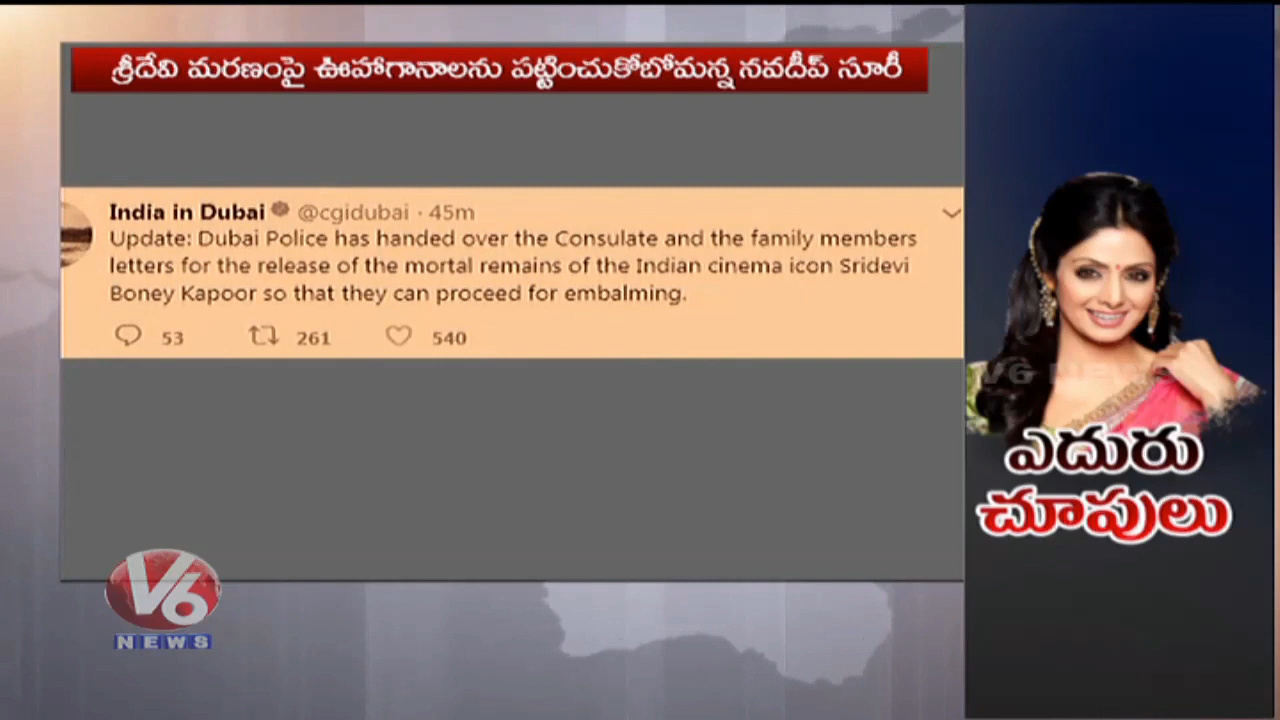 శ్రీదేవి మరణంపై ఊహాగానాలను పట్టించుకోబోమన్న నవదీప్ సూరీ
India in Dubai @cgidubai · 45m
Update: Dubai Police has handed over the Consulate and the family members
letters for the release of the mortal remains of the Indian cinema icon Sridevi
Boney Kapoor so that they can proceed for embalming.
53 261 540
V6 NEWS
ఎదురు
చూపులు
V6
NEWS